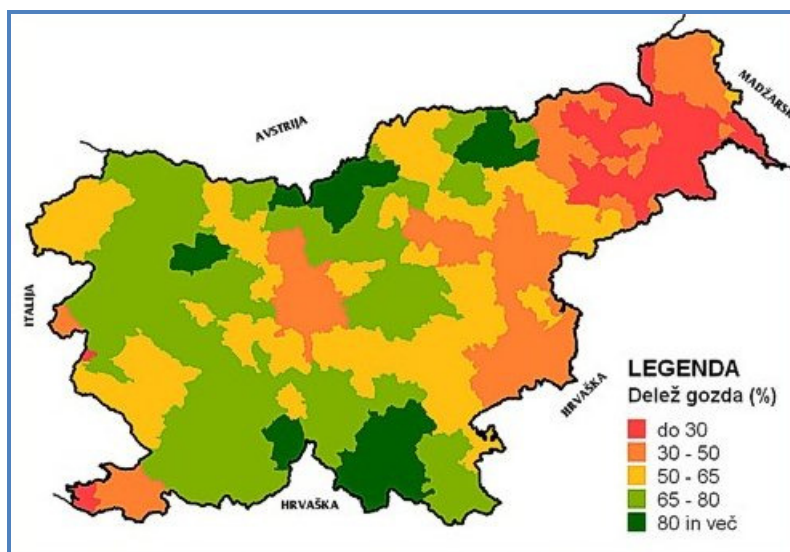 AVSTRIJA
MADŽARSKA
ITALIJA
HRVAŠKA
HRVAŠKA
LEGENDA
Delež gozda (%)
do 30
30 - 50
50 - 65
65 - 80
80 in več